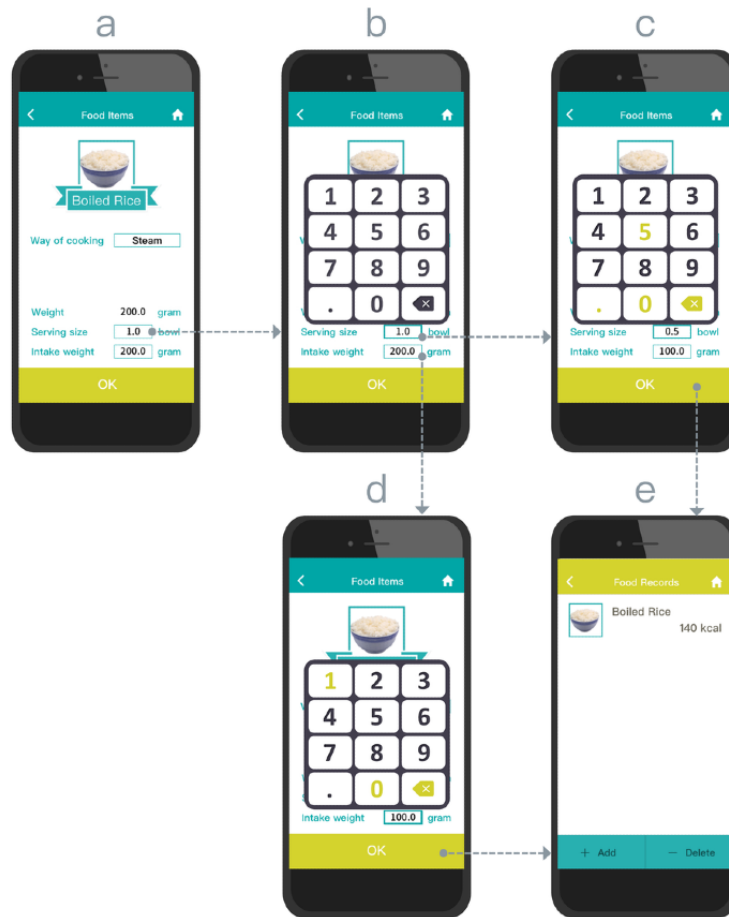 a
Food Items
Boiled Rice
Way of cooking Steam
Weight 200.0 gram
Serving size 1.0 bowl
Intake weight 200.0 gram
OK
b
Food Items
1 2 3
4 5 6
7 8 9
. 0
Serving size 1.0 bowl
Intake weight 200.0 gram
OK
c
Food Items
1 2 3
4 5 6
7 8 9
. 0
Serving size 0.5 bowl
Intake weight 100.0 gram
OK
d
Food Items
1 2 3
4 5 6
7 8 9
. 0
Intake weight 100.0 gram
OK
e
Food Records
Boiled Rice
140 kcal
+ Add − Delete